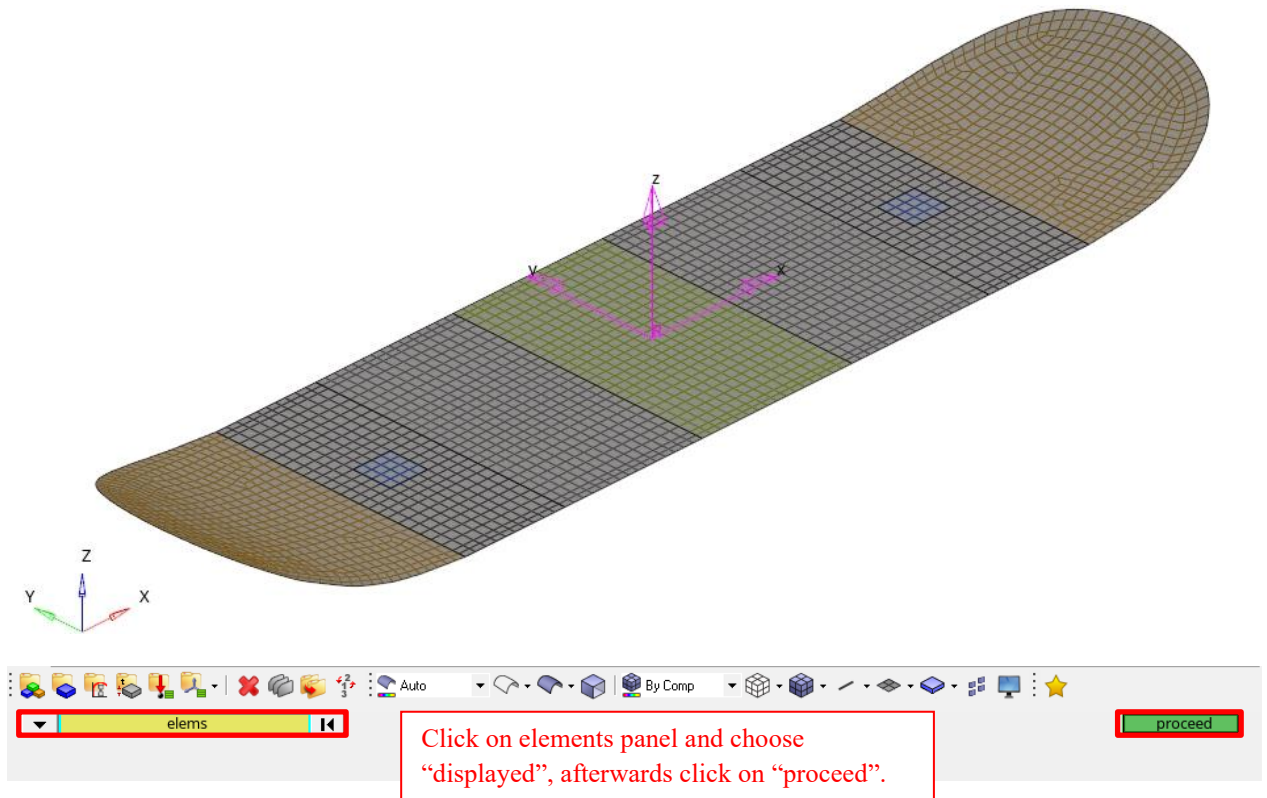 z
y
x
Z
Y
X
Auto
By Comp
elems
proceed
Click on elements panel and choose
“displayed”, afterwards click on “proceed”.